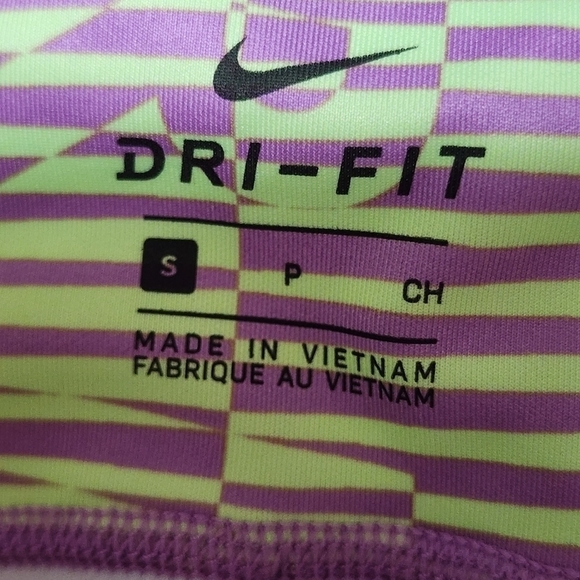 DRI-FIT
S P CH
MADE IN VIETNAM
FABRIQUE AU VIETNAM